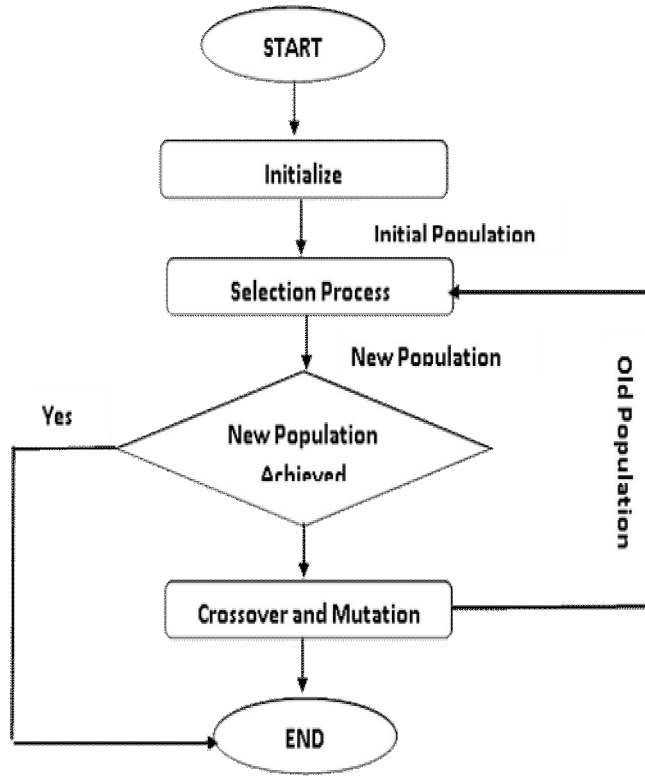 START
Initialize
Initial Population
Selection Process
New Population
Yes
New Population
Achieved
Old Population
Crossover and Mutation
END